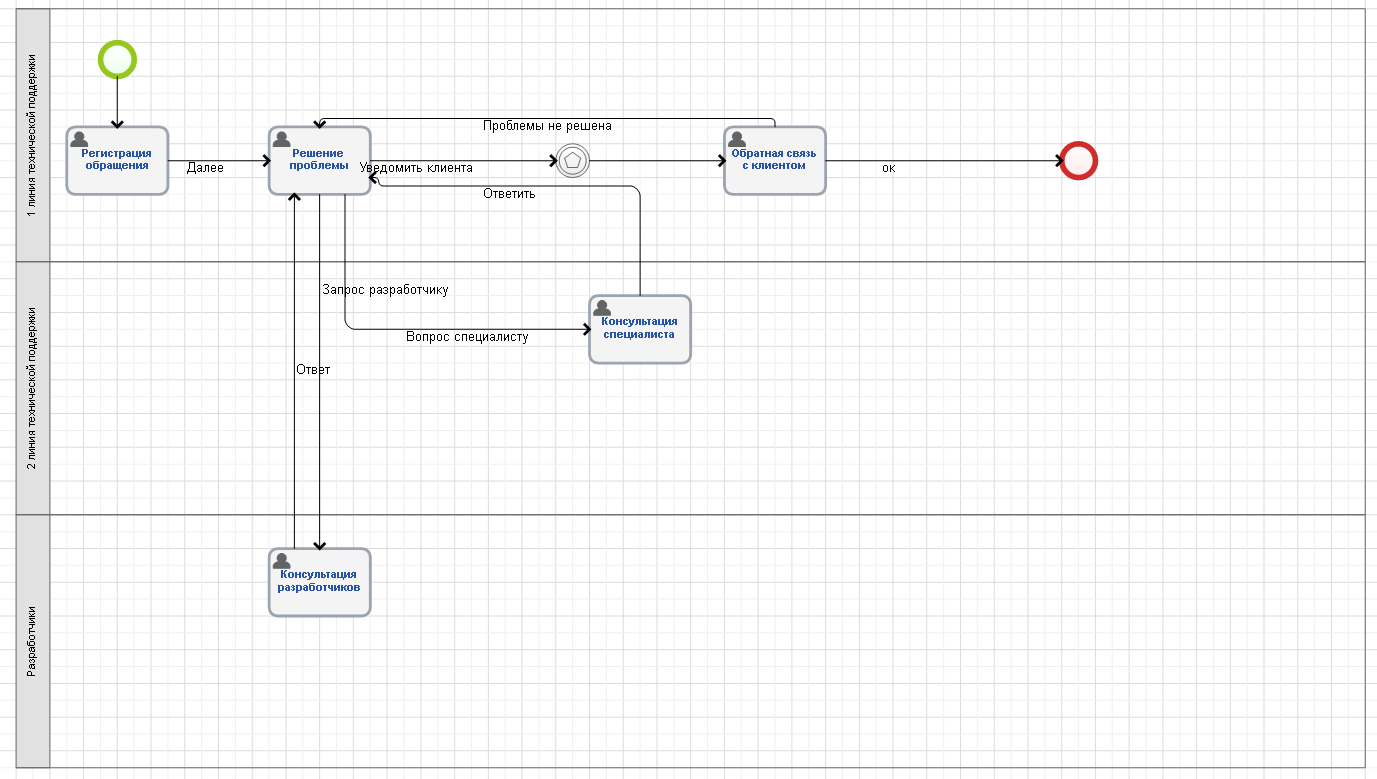 1 линия технической поддержки
Регистрация
обращения
Далее
Решение
проблемы
Уведомить клиента
Проблемы не решена
Обратная связь
с клиентом
ок
Ответить
2 линия технической поддержки
Запрос разработчику
Консультация
специалиста
Вопрос специалисту
Ответ
Разработчики
Консультация
разработчиков